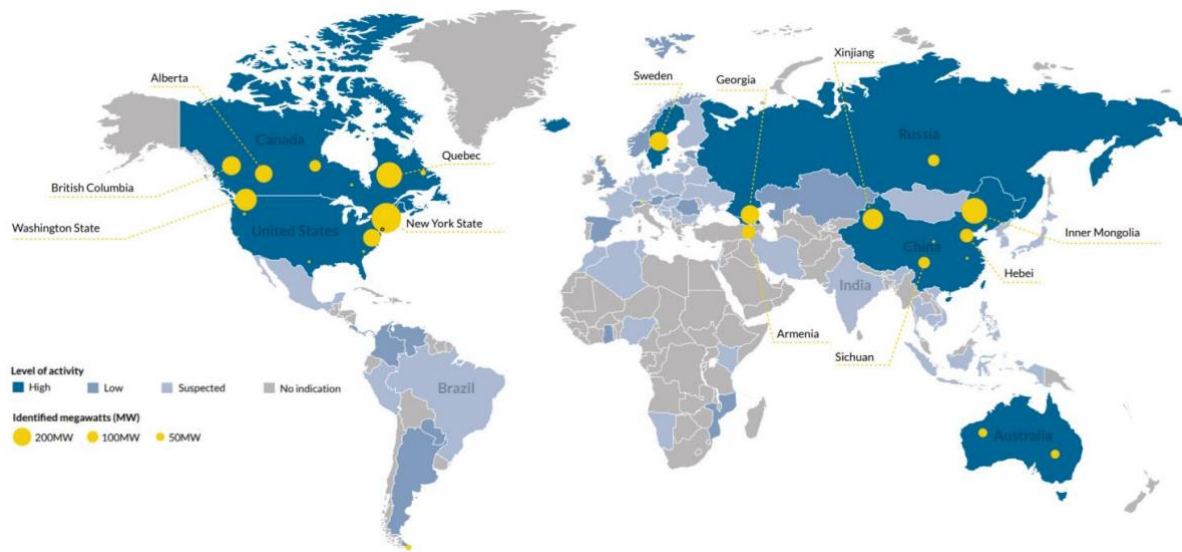 Xinjiang
Sweden
Georgia
Alberta
Canada
Russia
Quebec
British Columbia
New York State
Washington State
United States
Inner Mongolia
China
Hebei
India
Armenia
Sichuan
Level of activity
High Low Suspected No indication
Brazil
Identified megawatts (MW)
200MW 100MW 50MW
Australia